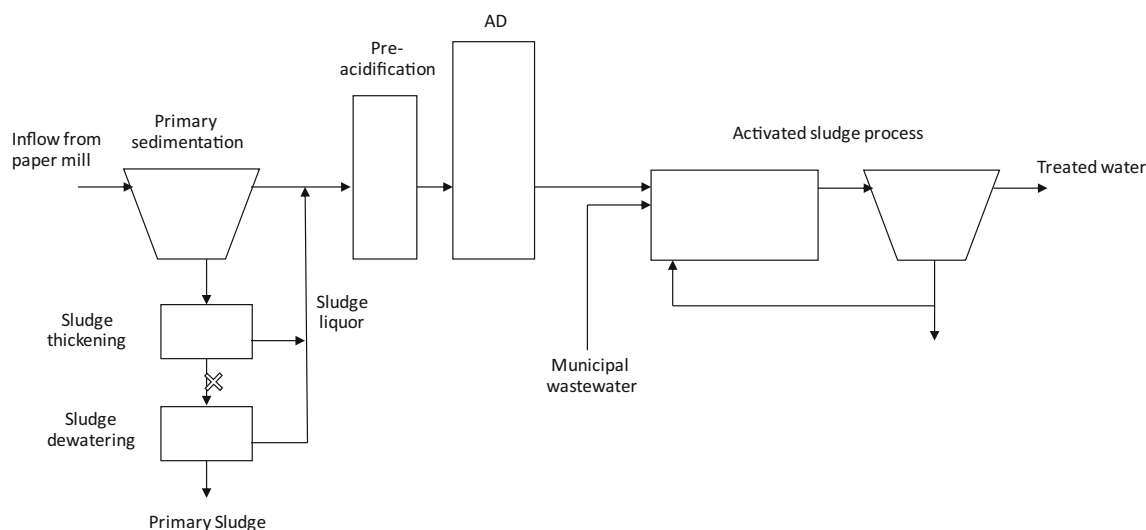 AD
Pre-
acidification
Inflow from
paper mill
Primary
sedimentation
Activated sludge process
Treated water
Sludge
thickening
Sludge
liquor
Municipal
wastewater
Sludge
dewatering
Primary Sludge